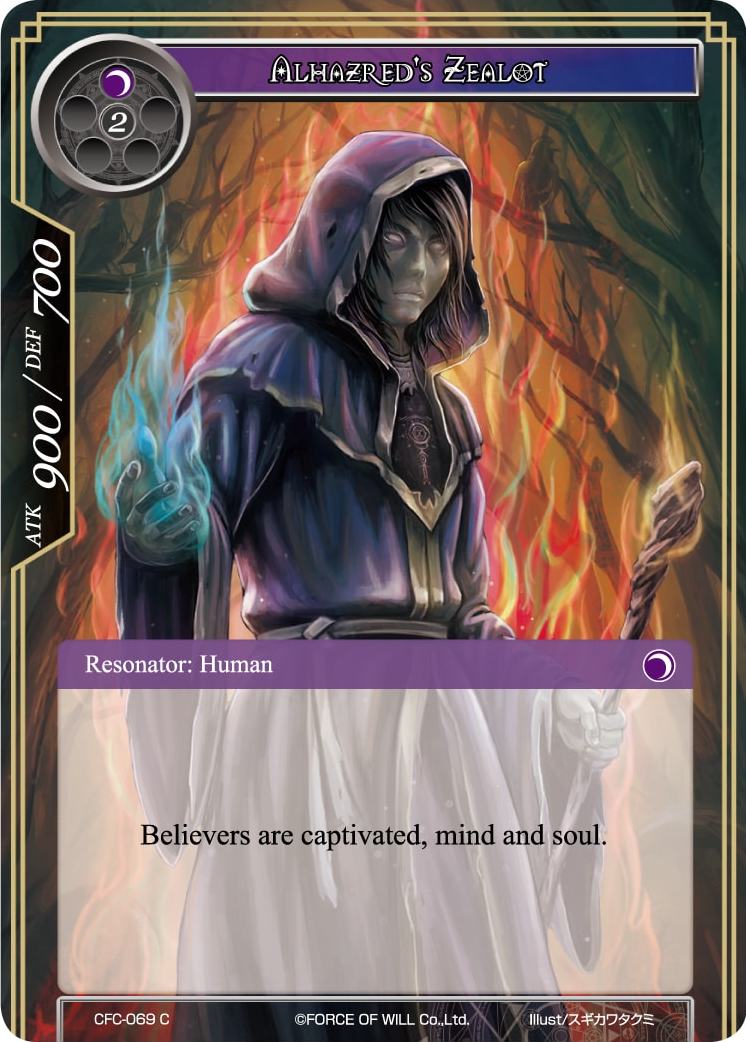 Alhazred's Zealot
2
ATK 900 / DEF 700
Resonator: Human
Believers are captivated, mind and soul.
CFC-069 C ©FORCE OF WILL Co.,Ltd. Illust/スギカワタクミ